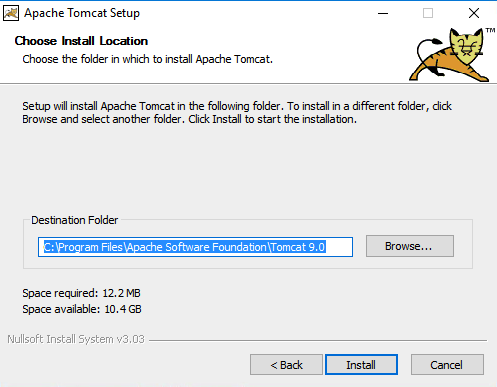 Apache Tomcat Setup
Choose Install Location
Choose the folder in which to install Apache Tomcat.
TM
Setup will install Apache Tomcat in the following folder. To install in a different folder, click
Browse and select another folder. Click Install to start the installation.
Destination Folder
C:\Program Files\Apache Software Foundation\Tomcat 9.0
Browse...
Space required: 12.2 MB
Space available: 10.4 GB
Nullsoft Install System v3.03
< Back
Install
Cancel